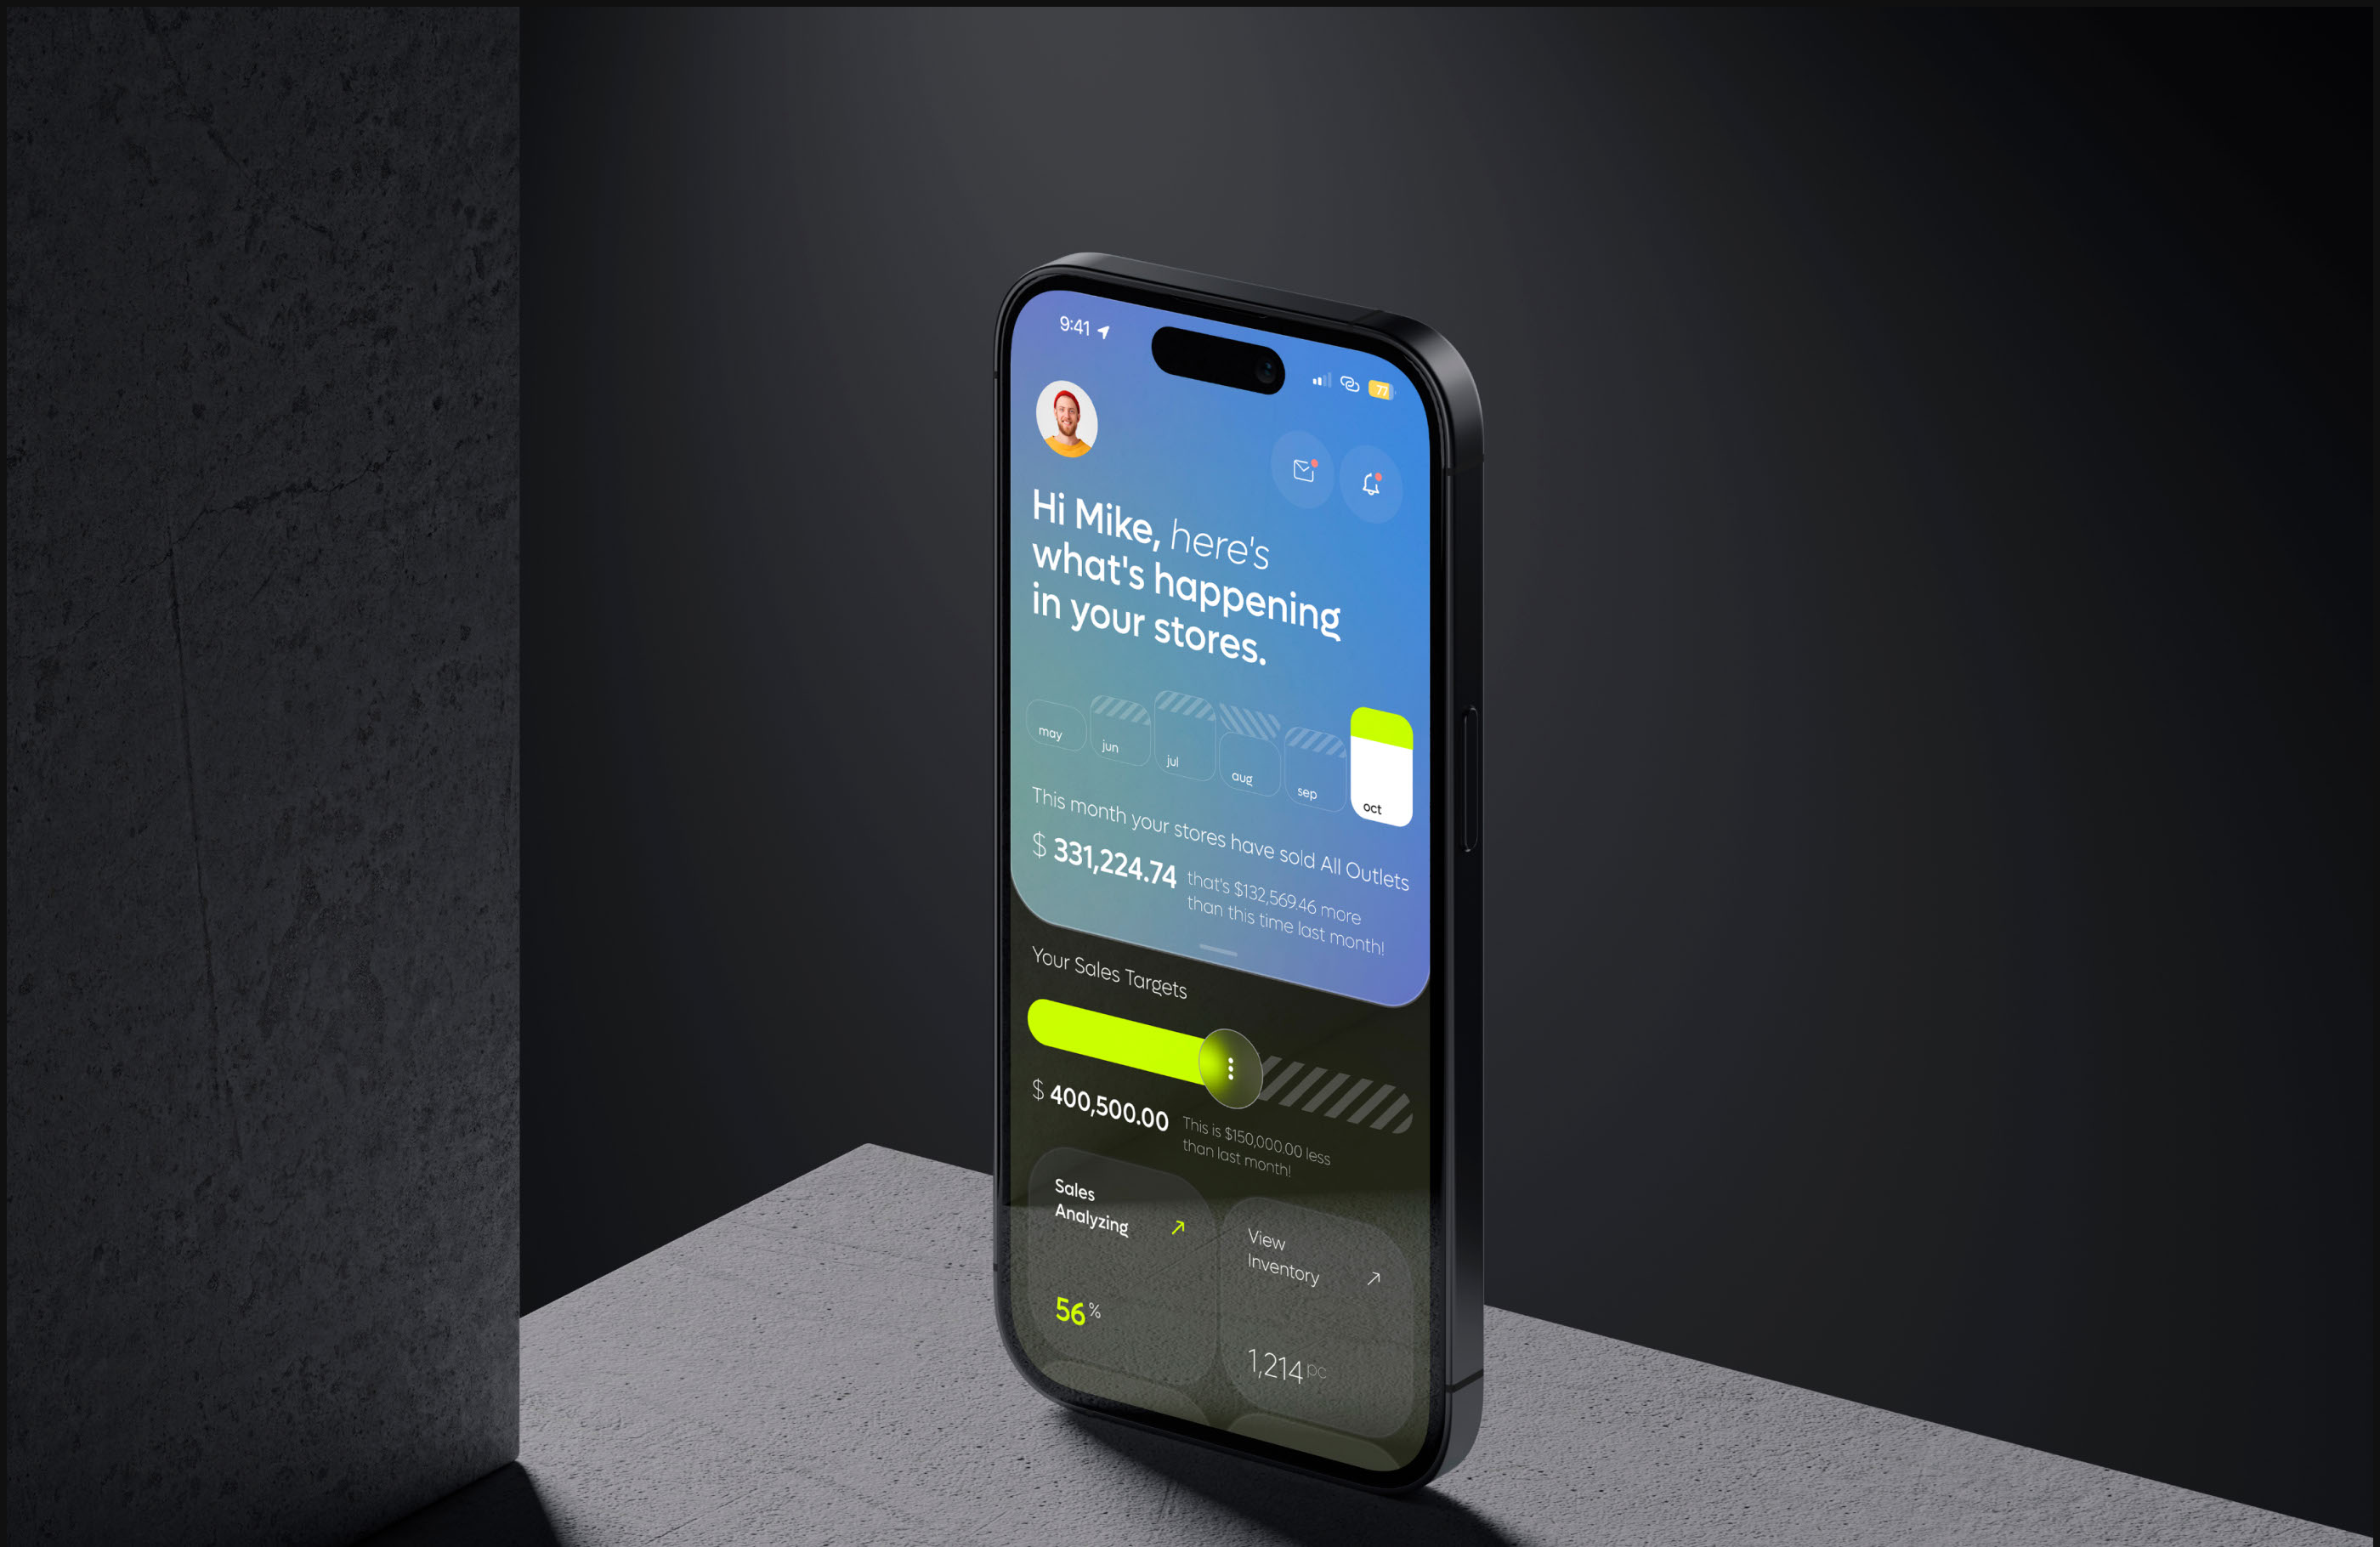 9:41
77
Hi Mike, here's
what's happening
in your stores.
may
jun
jul
aug
sep
oct
This month your stores have sold All Outlets
$ 331,224.74
that's $132,569.46 more
than this time last month!
Your Sales Targets
$ 400,500.00
This is $150,000.00 less
than last month!
Sales
Analyzing
56 %
View
Inventory
1,214 pc